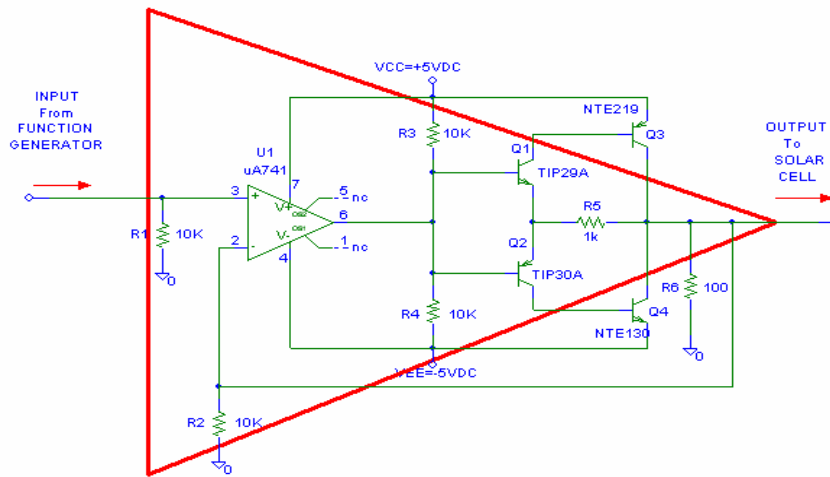 VCC=+5VDC
INPUT
From
FUNCTION
GENERATOR
NTE219
R3
10K
Q1
Q3
OUTPUT
To
SOLAR
CELL
U1
uA741
TIP29A
7
5
nc
3
+
V+
OS2
R5
6
R1
10K
OS1
1k
2
-
V-
1
nc
Q2
4
0
TIP30A
R6
100
R4
10K
Q4
NTE130
0
VEE=-5VDC
R2
10K
0